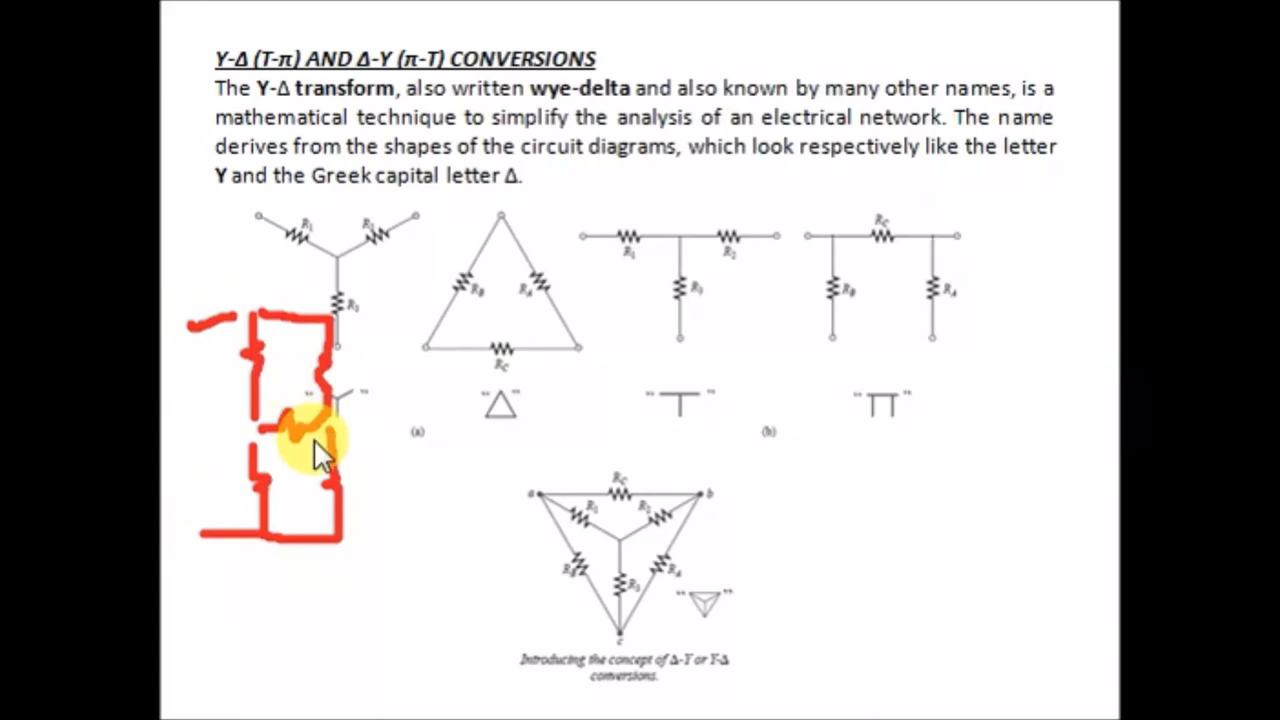 Y-Δ (T-π) AND Δ-Y (π-T) CONVERSIONS
The Y-Δ transform, also written wye-delta and also known by many other names, is a
mathematical technique to simplify the analysis of an electrical network. The name
derives from the shapes of the circuit diagrams, which look respectively like the letter
Y and the Greek capital letter Δ.
R1 R2 RC
R1 R2
RB RA R3 RB RA
R3
RC
"Y" "Δ" "T" "π"
(a) (b)
RC
a b
R1 R2
RB R3 RA
c
Introducing the concept of Δ-Y or Y-Δ
conversions.